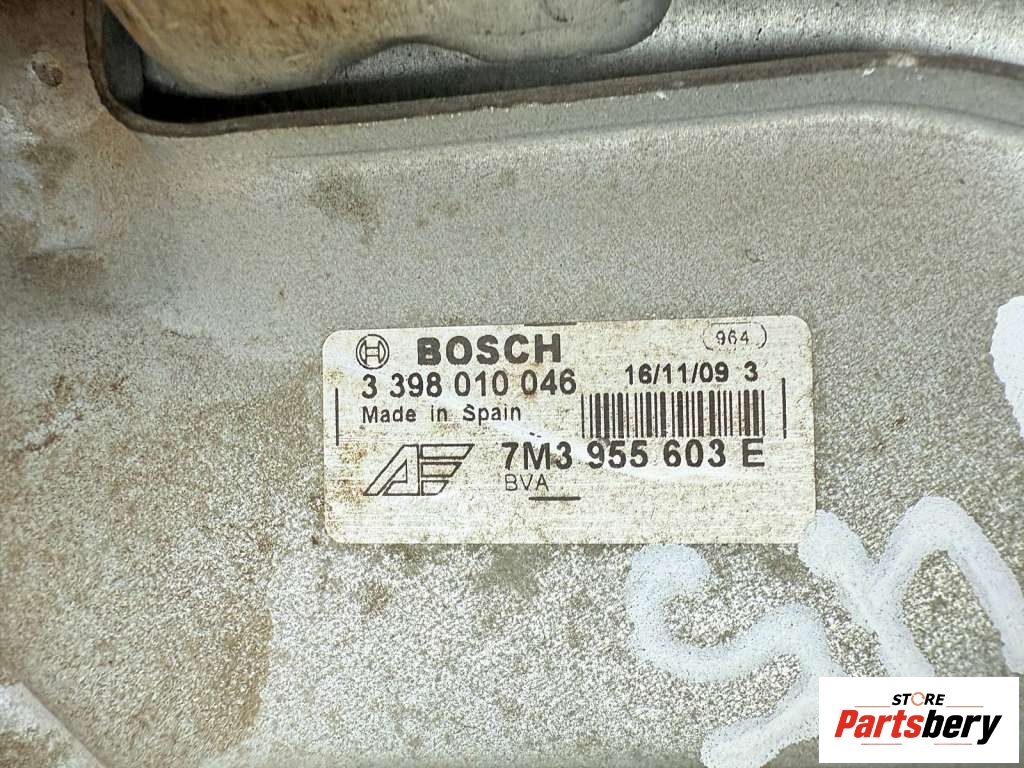 BOSCH 964
3 398 010 046 16/11/09 3
Made in Spain
7M3 955 603 E
BVA
STORE
Partsbery